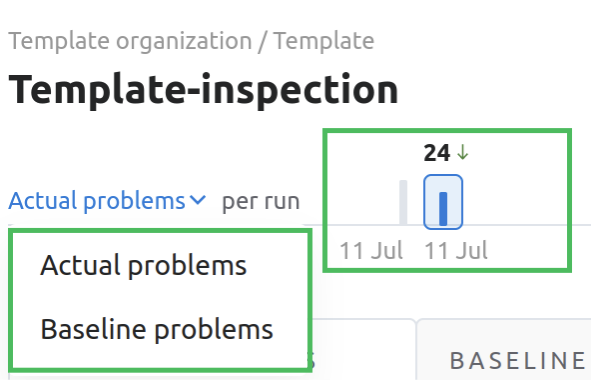 Template organization / Template
Template-inspection
24
Actual problems per run
11 Jul 11 Jul
Actual problems
Baseline problems
BASELINE